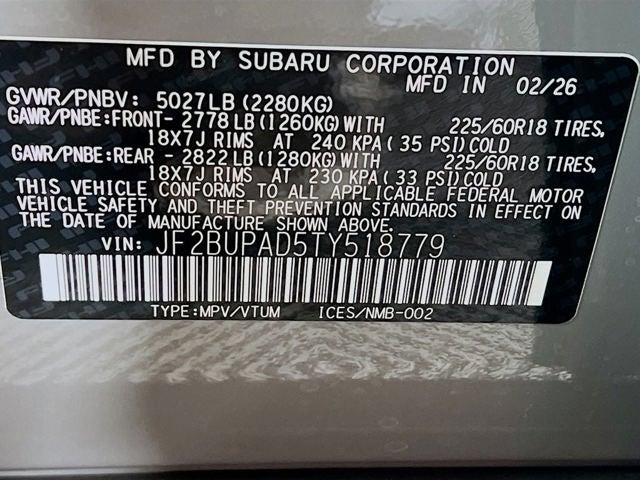 MFD BY SUBARU CORPORATION
MFD IN 02/26
GVWR/PNBV: 5027LB(2280KG)
GAWR/PNBE:FRONT- 2778LB(1260KG)WITH 225/60R18 TIRES,
18X7J RIMS AT 240 KPA(35 PSI)COLD
GAWR/PNBE:REAR - 2822LB(1280KG)WITH 225/60R18 TIRES,
18X7J RIMS AT 230 KPA(33 PSI)COLD
THIS VEHICLE CONFORMS TO ALL APPLICABLE FEDERAL MOTOR
VEHICLE SAFETY AND THEFT PREVENTION STANDARDS IN EFFECT ON
THE DATE OF MANUFACTURE SHOWN ABOVE.
VIN: JF2BUPAD5TY518779
TYPE:MPV/VTUM ICES/NMB-002